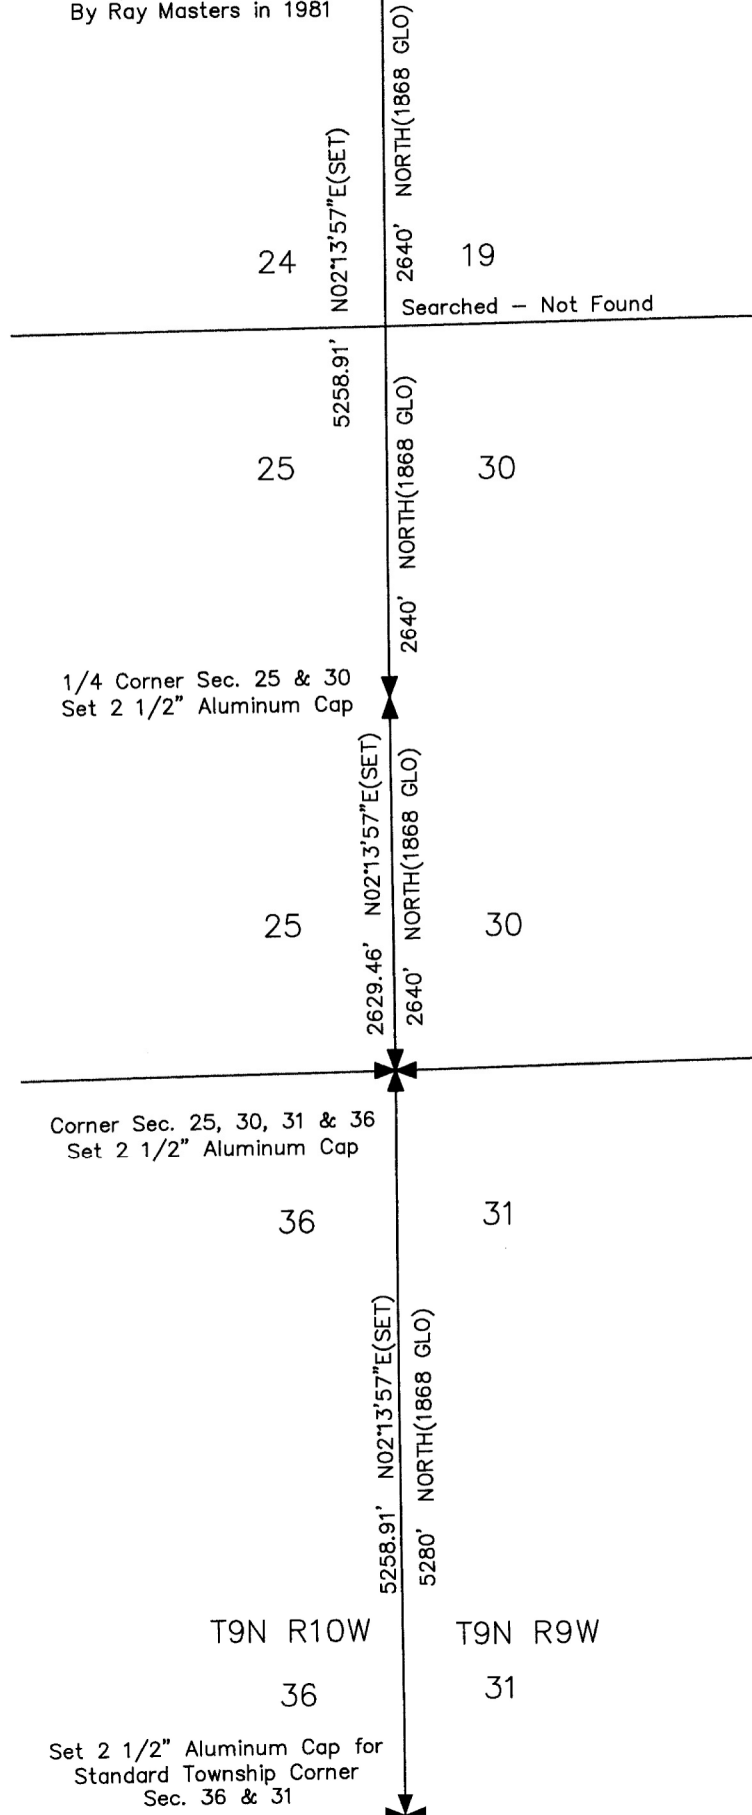 By Ray Masters in 1981
2640' NORTH(1868 GLO)
5258.91' N02°13'57"E(SET)
24
19
Searched – Not Found
25
30
2640' NORTH(1868 GLO)
1/4 Corner Sec. 25 & 30
Set 2 1/2" Aluminum Cap
2629.46' N02°13'57"E(SET)
2640' NORTH(1868 GLO)
25
30
Corner Sec. 25, 30, 31 & 36
Set 2 1/2" Aluminum Cap
36
31
5258.91' N02°13'57"E(SET)
5280' NORTH(1868 GLO)
T9N R10W
T9N R9W
36
31
Set 2 1/2" Aluminum Cap for
Standard Township Corner
Sec. 36 & 31